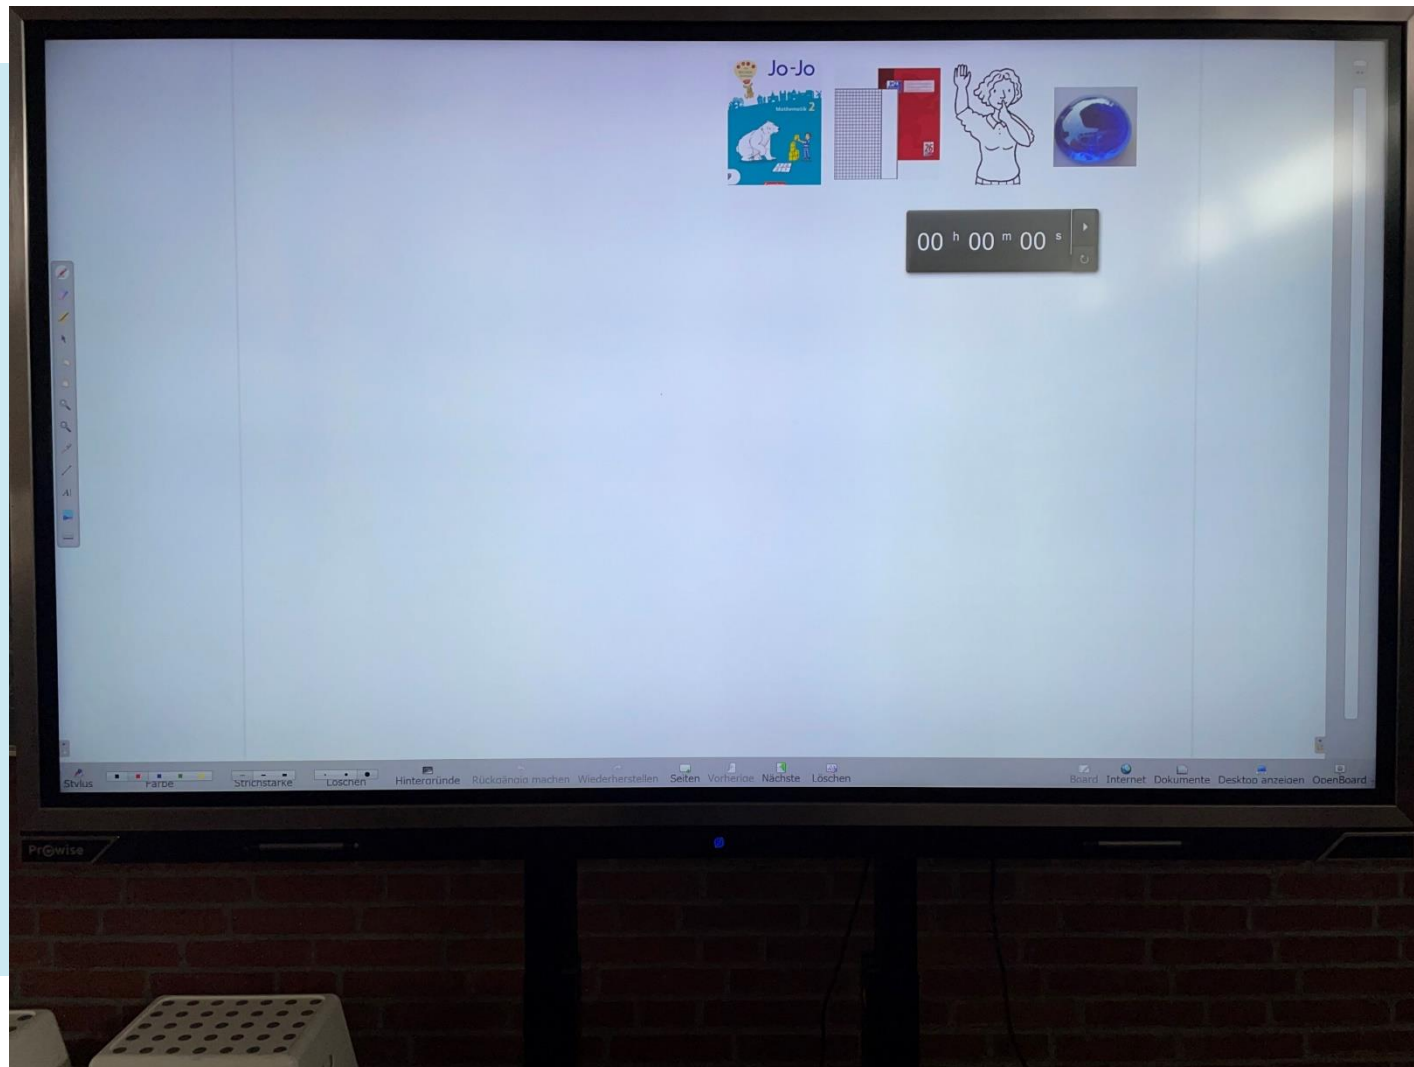 Jo-Jo
Mathematik 2
00 h 00 m 00 s
A
Stylus
Farbe
Strichstärke
Löschen
Hintergründe
Rückgängig machen
Wiederherstellen
Seiten
Vorherige
Nächste
Löschen
Board
Internet
Dokumente
Desktop anzeigen
OpenBoard
Prowise